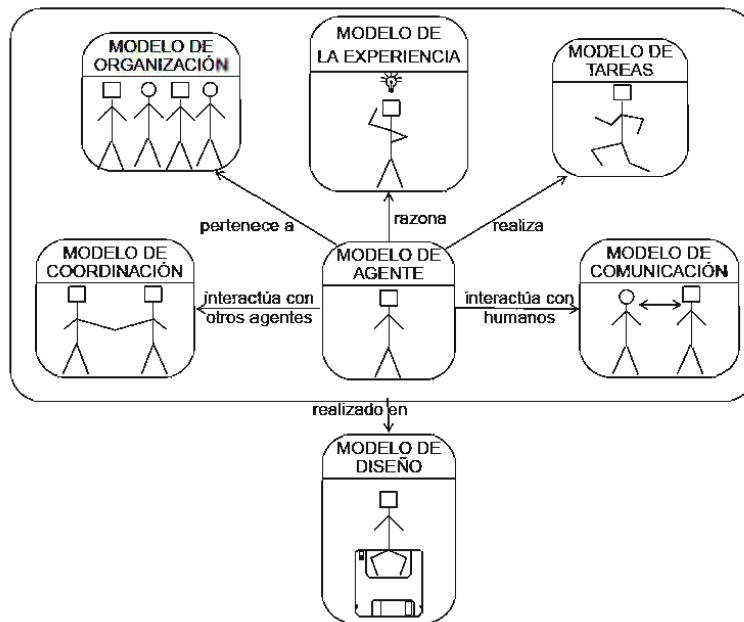 MODELO DE
ORGANIZACIÓN
MODELO DE
LA EXPERIENCIA
MODELO DE
TAREAS
pertenece a
razona
realiza
MODELO DE
COORDINACIÓN
MODELO DE
AGENTE
MODELO DE
COMUNICACIÓN
interactúa con
otros agentes
interactúa con
humanos
realizado en
MODELO DE
DISEÑO